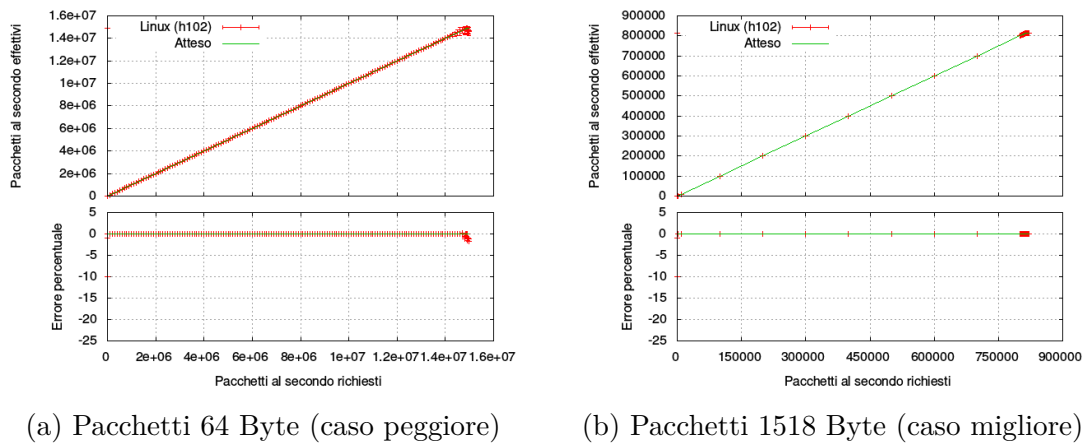 1.6e+07
1.4e+07
1.2e+07
1e+07
8e+06
6e+06
4e+06
2e+06
0
Pacchetti al secondo effettivi
Linux (h102)
Atteso
5
0
-5
-10
-15
-20
-25
Errore percentuale
0 2e+06 4e+06 6e+06 8e+06 1e+07 1.2e+07 1.4e+07 1.6e+07
Pacchetti al secondo richiesti
(a) Pacchetti 64 Byte (caso peggiore)
900000
800000
700000
600000
500000
400000
300000
200000
100000
0
Pacchetti al secondo effettivi
Linux (h102)
Atteso
5
0
-5
-10
-15
-20
-25
Errore percentuale
0 150000 300000 450000 600000 750000 900000
Pacchetti al secondo richiesti
(b) Pacchetti 1518 Byte (caso migliore)